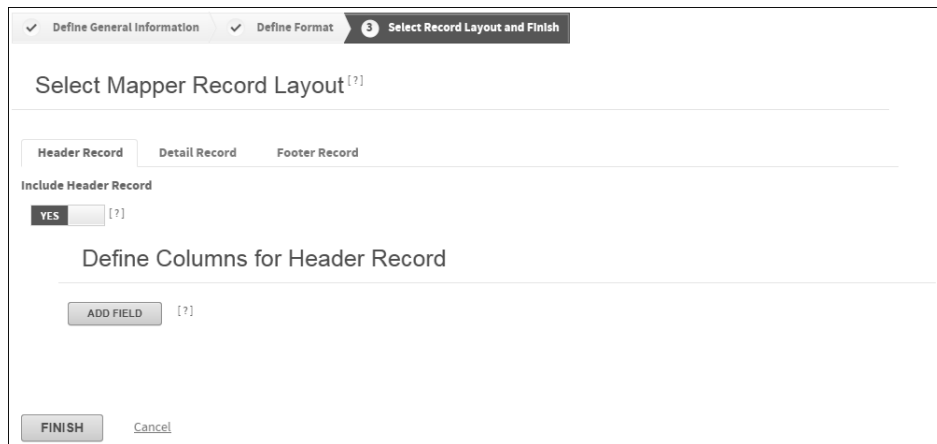 Define General Information Define Format 3 Select Record Layout and Finish
Select Mapper Record Layout [?]
Header Record Detail Record Footer Record
Include Header Record
YES [?]
Define Columns for Header Record
ADD FIELD [?]
FINISH Cancel